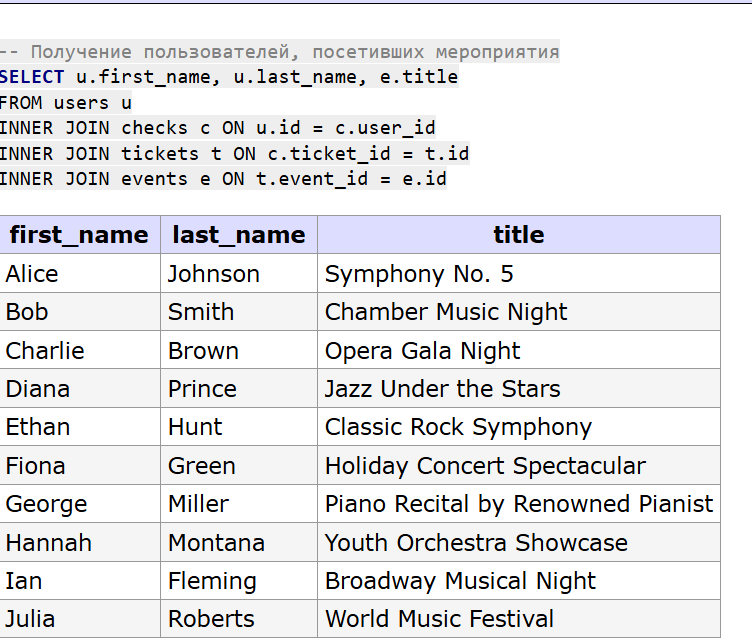 -- Получение пользователей, посетивших мероприятия
SELECT u.first_name, u.last_name, e.title
FROM users u
INNER JOIN checks c ON u.id = c.user_id
INNER JOIN tickets t ON c.ticket_id = t.id
INNER JOIN events e ON t.event_id = e.id
first_name last_name title
Alice Johnson Symphony No. 5
Bob Smith Chamber Music Night
Charlie Brown Opera Gala Night
Diana Prince Jazz Under the Stars
Ethan Hunt Classic Rock Symphony
Fiona Green Holiday Concert Spectacular
George Miller Piano Recital by Renowned Pianist
Hannah Montana Youth Orchestra Showcase
Ian Fleming Broadway Musical Night
Julia Roberts World Music Festival